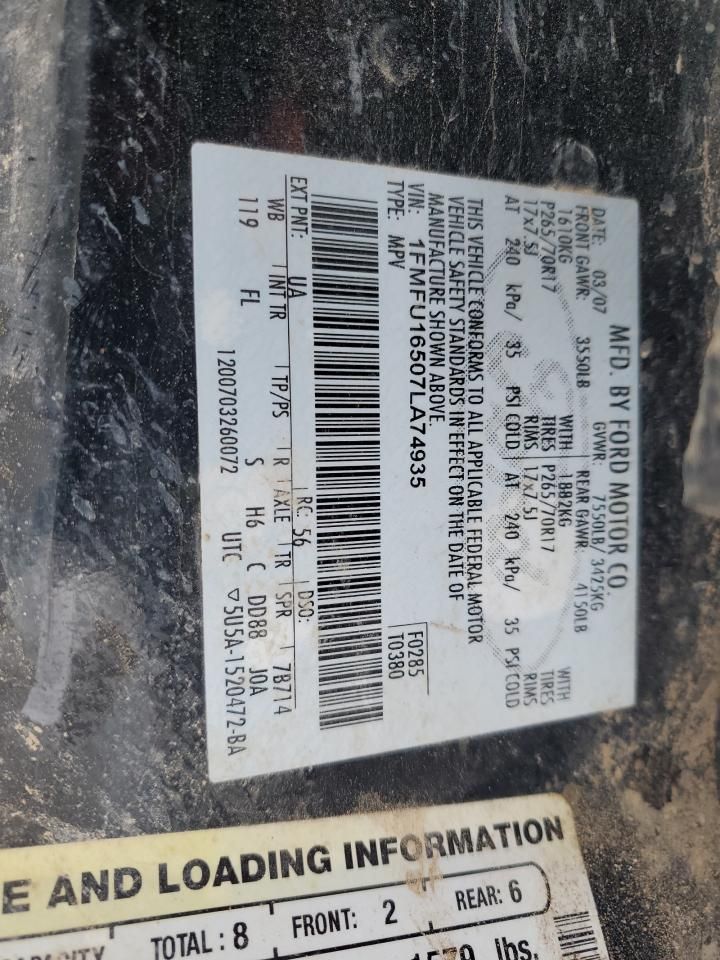 MFD. BY FORD MOTOR CO.
DATE: 03/07 GVWR: 7550LB/ 3425KG
FRONT GAWR: 3550LB REAR GAWR: 4150LB
1610KG WITH 1882KG WITH
P265/70R17 TIRES P265/70R17 TIRES
17x7.5J RIMS 17x7.5J RIMS
AT 240 kPa/ 35 PSI COLD AT 240 kPa/ 35 PSI COLD
THIS VEHICLE CONFORMS TO ALL APPLICABLE FEDERAL MOTOR
VEHICLE SAFETY STANDARDS IN EFFECT ON THE DATE OF
MANUFACTURE SHOWN ABOVE.
VIN: 1FMFU16507LA74935 F0285
TYPE: MPV T0380
EXT PNT: UA RC: 56 DSO:
WB INT TR TP/PS R AXLE TR SPR 7B714
119 FL S H6 C DD88 J0A
1200703260072 UTC ▽5U5A-1520472-BA
E AND LOADING INFORMATION
TOTAL : 8 FRONT: 2 REAR: 6
lbs.